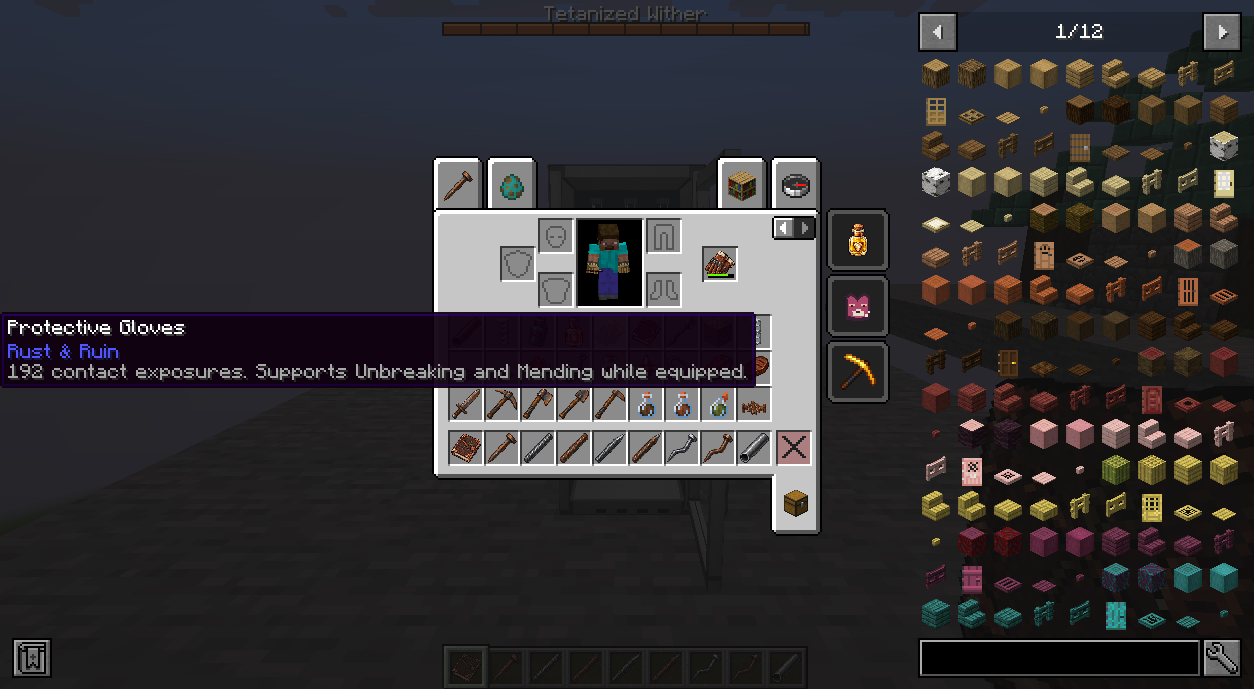 Tetanized Wither
1/12
Protective Gloves
Rust & Ruin
192 contact exposures. Supports Unbreaking and Mending while equipped.